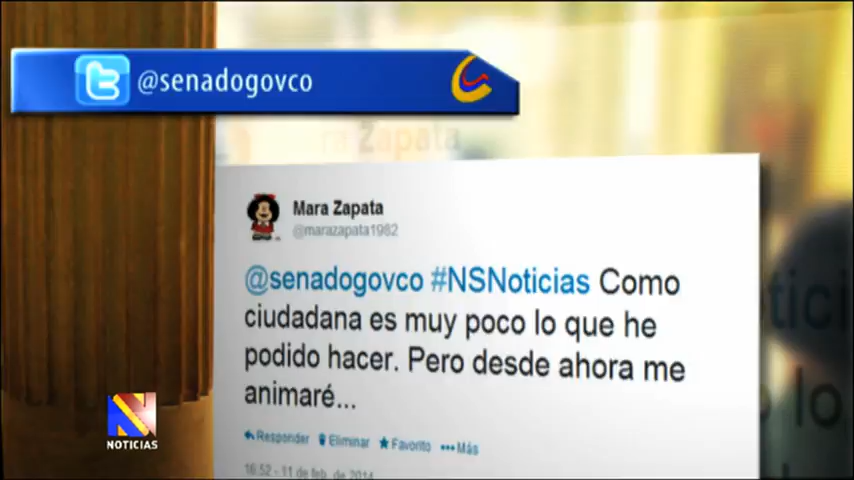 @senadogovco
Mara Zapata
@marazapata1982
@senadogovco #NSNoticias Como
ciudadana es muy poco lo que he
podido hacer. Pero desde ahora me
animaré...
Responder Eliminar Favorito Más
16:52 - 11 de feb. de 2014
NOTICIAS